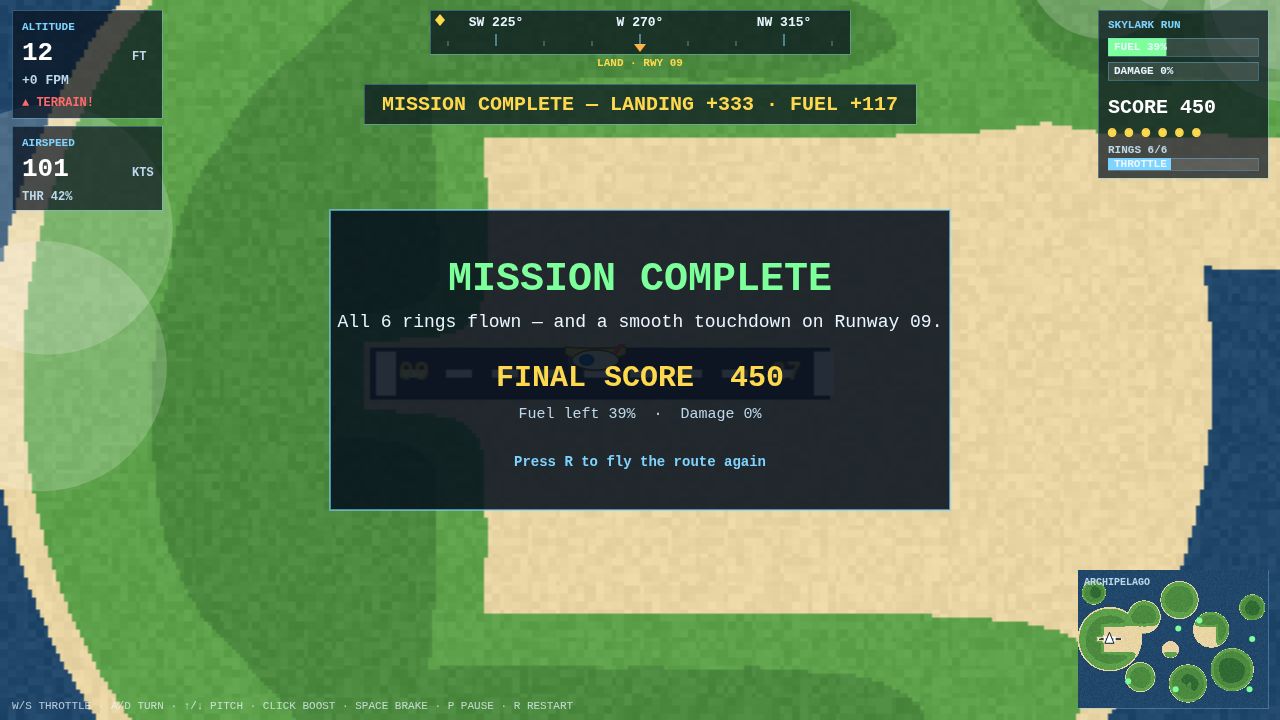 ALTITUDE
12 FT
+0 FPM
▲ TERRAIN!
AIRSPEED
101 KTS
THR 42%
SW 225° W 270° NW 315°
LAND · RWY 09
MISSION COMPLETE — LANDING +333 · FUEL +117
SKYLARK RUN
FUEL 39%
DAMAGE 0%
SCORE 450
RINGS 6/6
THROTTLE
MISSION COMPLETE
All 6 rings flown — and a smooth touchdown on Runway 09.
FINAL SCORE 450
Fuel left 39% · Damage 0%
Press R to fly the route again
ARCHIPELAGO
W/S THROTTLE · A/D TURN · ↑/↓ PITCH · CLICK BOOST · SPACE BRAKE · P PAUSE · R RESTART